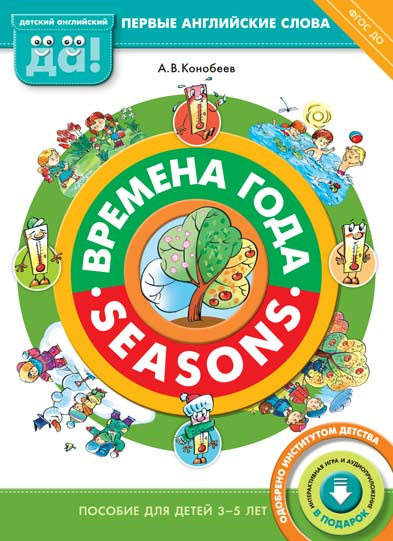 детский английский
да!
ПЕРВЫЕ АНГЛИЙСКИЕ СЛОВА
ФГОС ДО
А.В.Конобеев
ВРЕМЕНА ГОДА
SEASONS
ОДОБРЕНО ИНСТИТУТОМ ДЕТСТВА
ИНТЕРАКТИВНАЯ ИГРА И АУДИОПРИЛОЖЕНИЕ
В ПОДАРОК
ПОСОБИЕ ДЛЯ ДЕТЕЙ 3–5 ЛЕТ